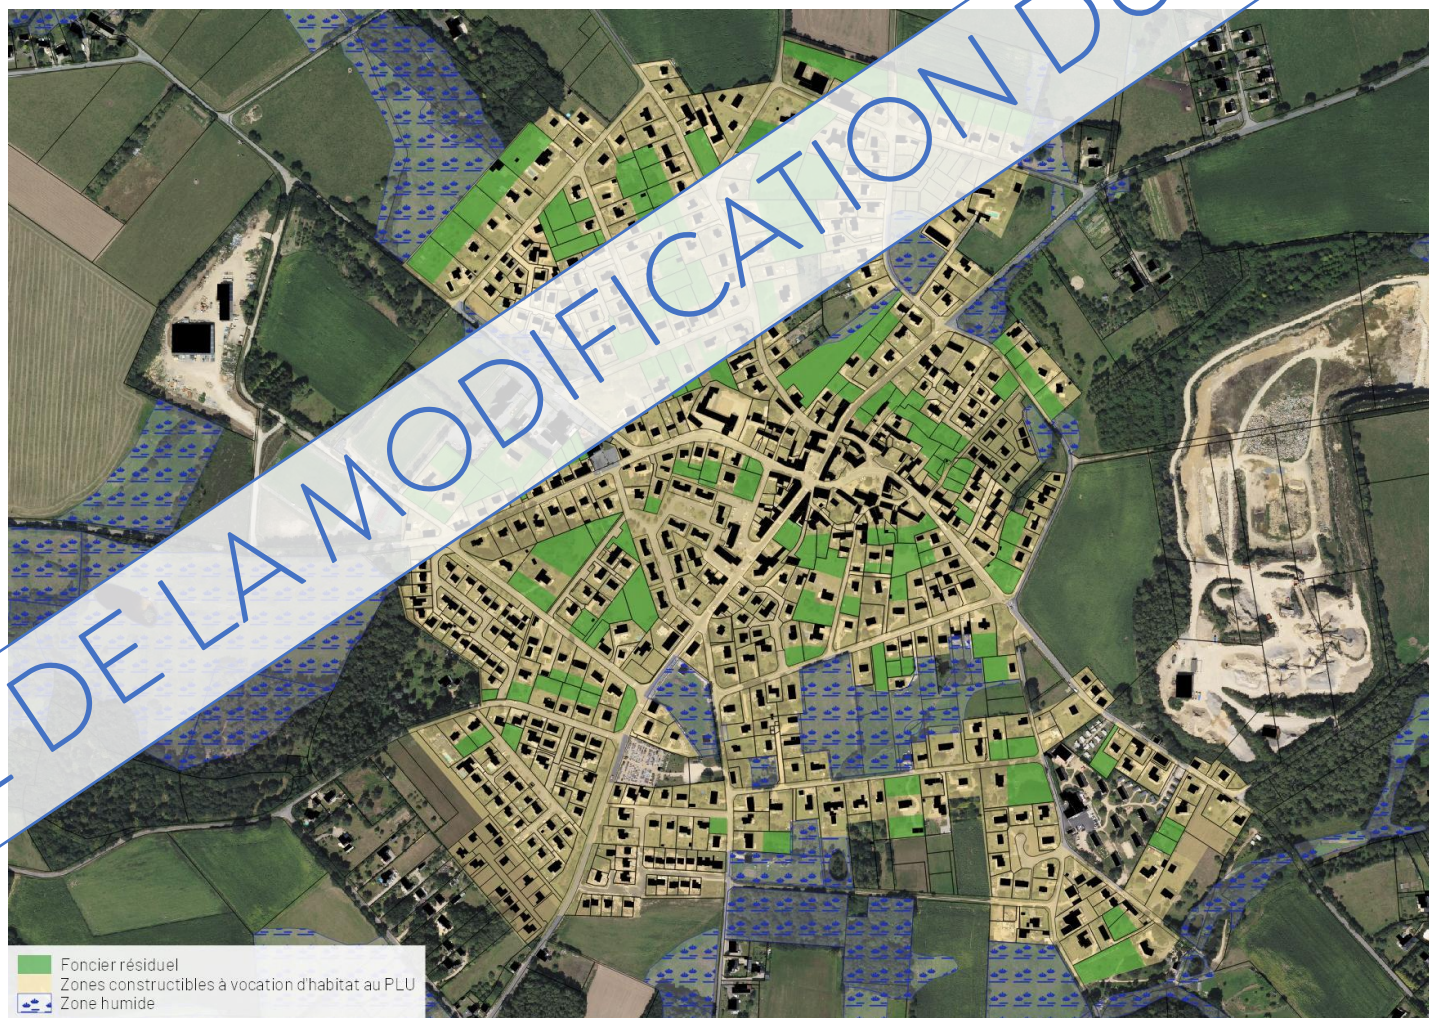 DE LA MODIFICATION DU
Foncier résiduel
Zones constructibles à vocation d'habitat au PLU
Zone humide